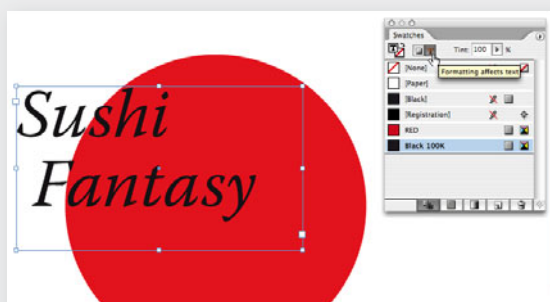 Swatches
Tint: 100 %
[None]
Formatting affects text
[Paper]
[Black]
[Registration]
RED
Black 100K
Sushi
Fantasy